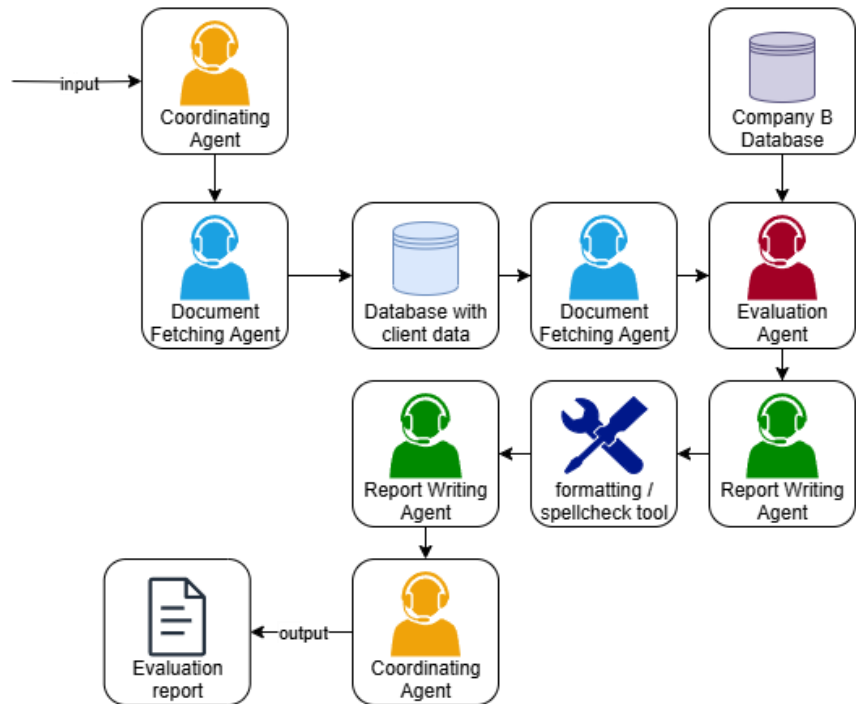 input
Coordinating
Agent
Company B
Database
Document
Fetching Agent
Database with
client data
Document
Fetching Agent
Evaluation
Agent
Report Writing
Agent
formatting /
spellcheck tool
Report Writing
Agent
Evaluation
report
output
Coordinating
Agent